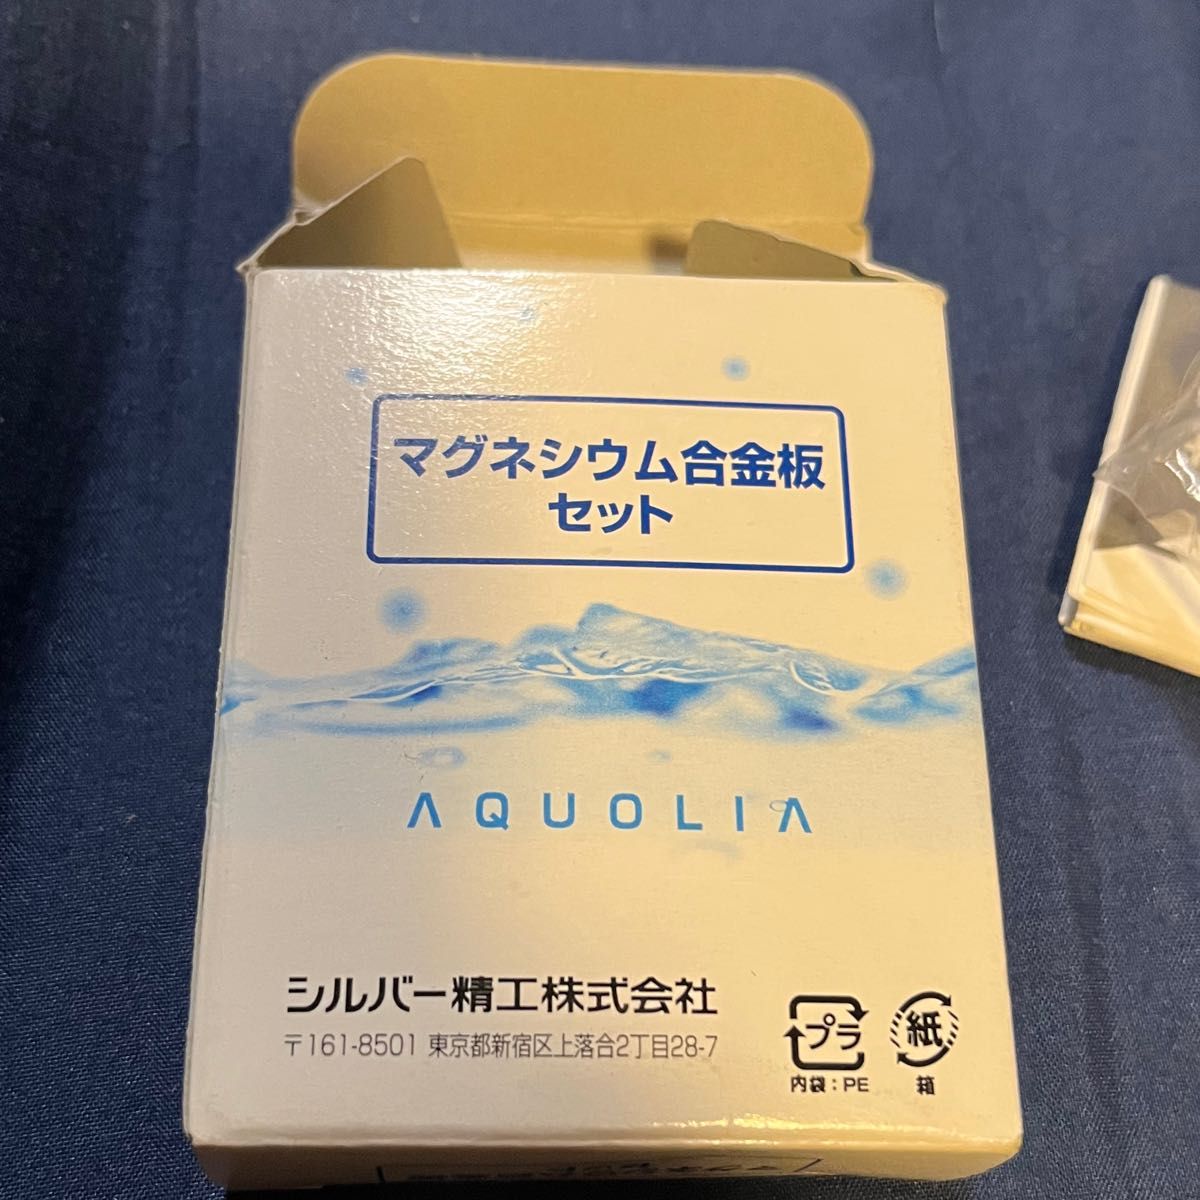 マグネシウム合金板
セット
AQUOLIA
シルバー精工株式会社
〒161-8501 東京都新宿区上落合2丁目28-7
プラ
内袋：PE
紙
箱